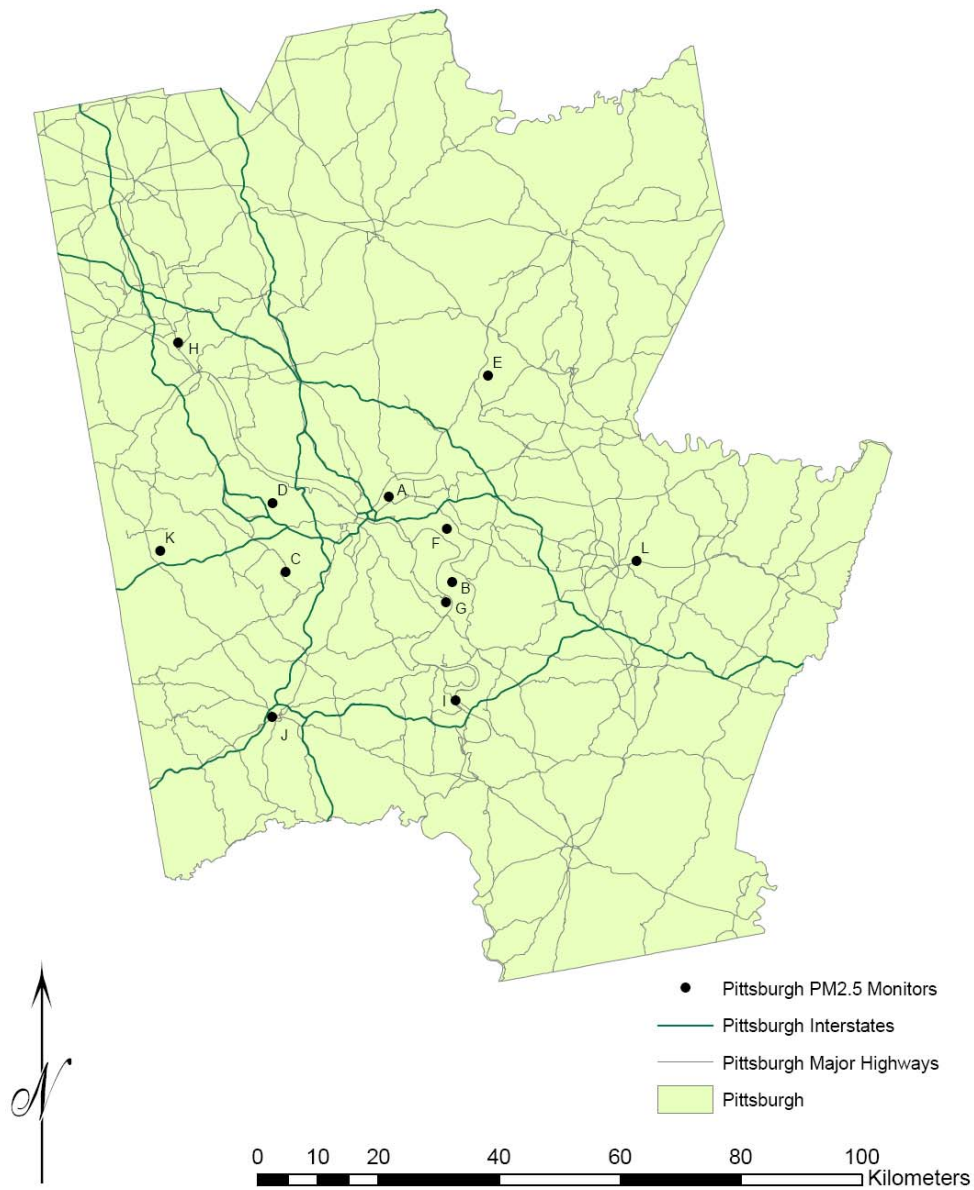 H
E
D
A
F
K
C
L
B
G
I
J
N
Pittsburgh PM2.5 Monitors
Pittsburgh Interstates
Pittsburgh Major Highways
Pittsburgh
0 10 20 40 60 80 100
Kilometers